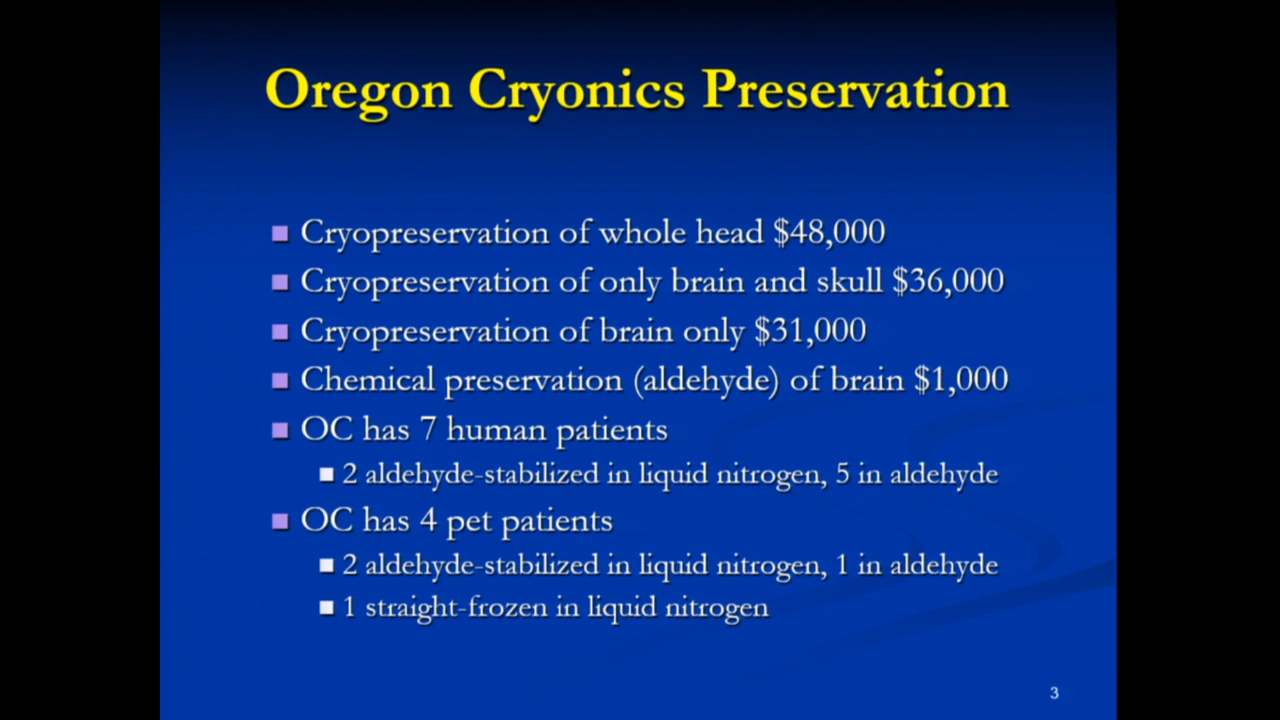 Oregon Cryonics Preservation
Cryopreservation of whole head $48,000
Cryopreservation of only brain and skull $36,000
Cryopreservation of brain only $31,000
Chemical preservation (aldehyde) of brain $1,000
OC has 7 human patients
2 aldehyde-stabilized in liquid nitrogen, 5 in aldehyde
OC has 4 pet patients
2 aldehyde-stabilized in liquid nitrogen, 1 in aldehyde
1 straight-frozen in liquid nitrogen
3